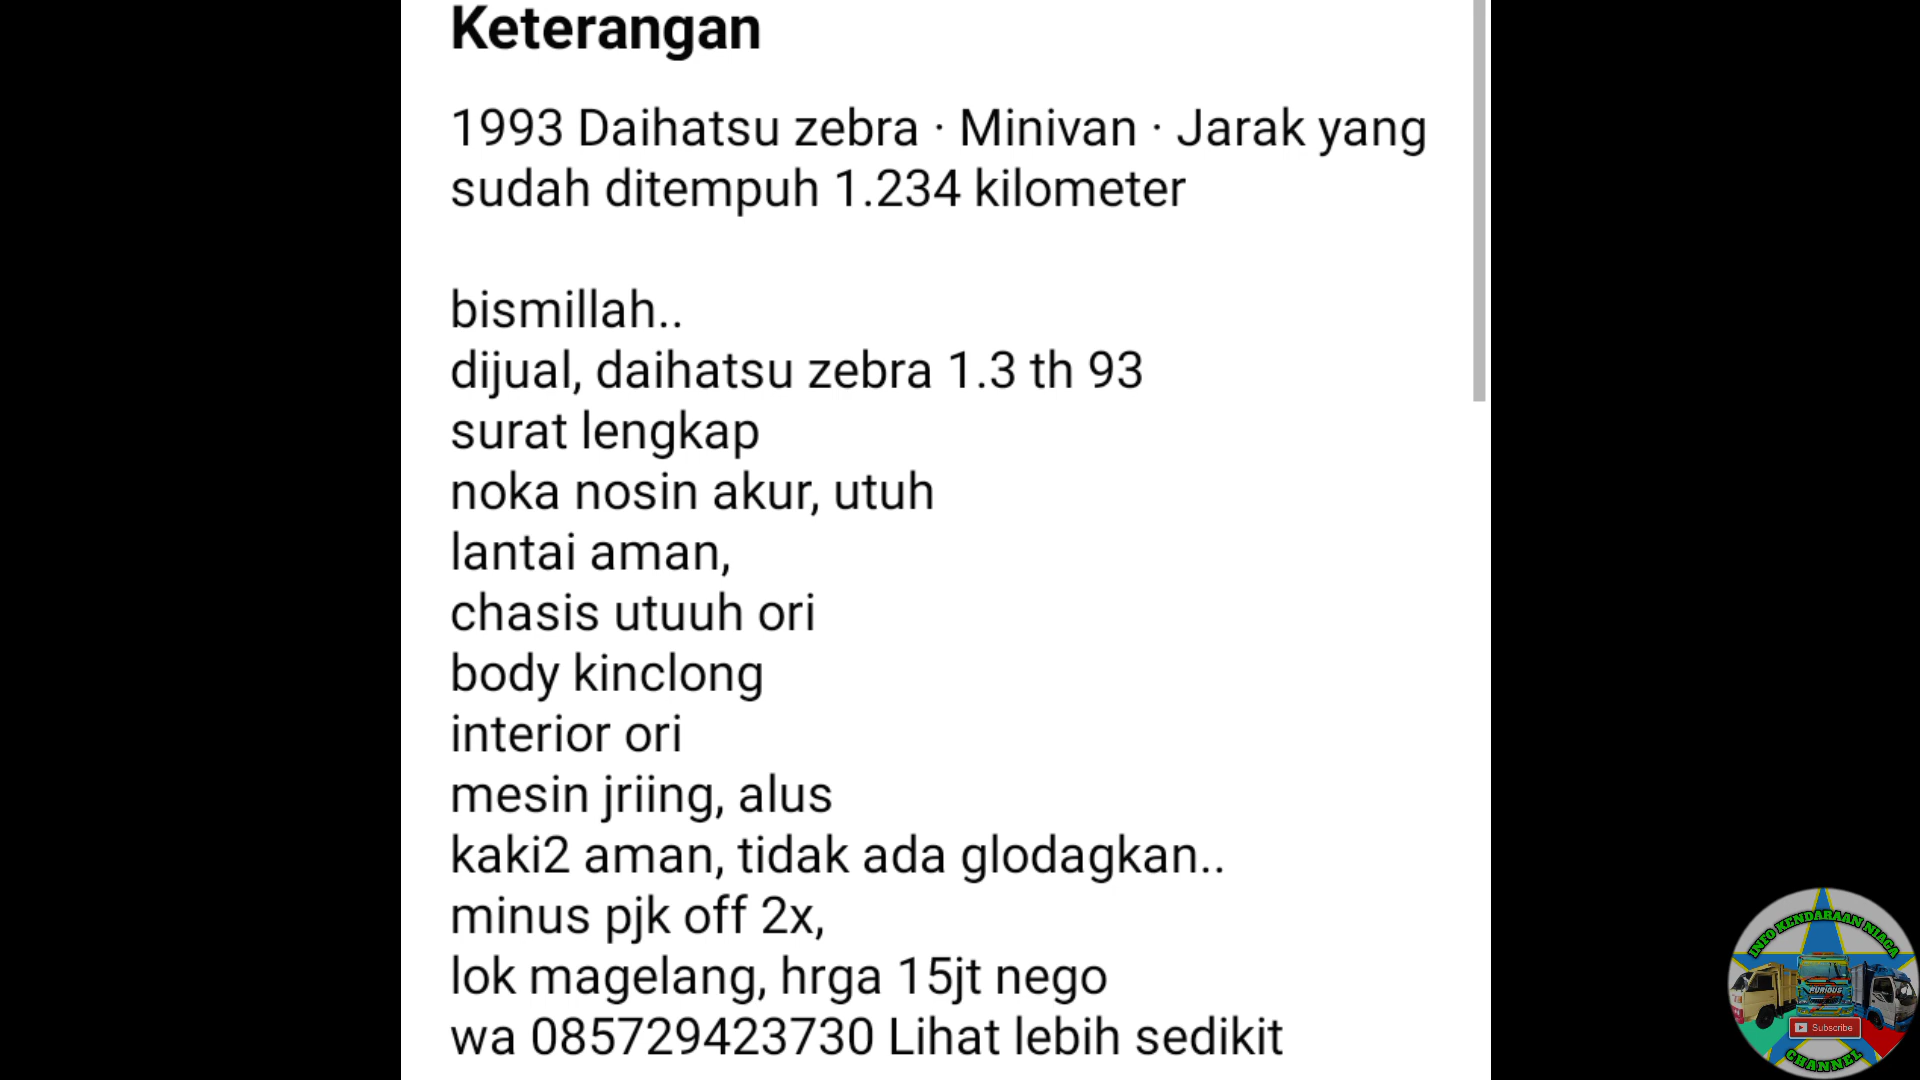 Keterangan
1993 Daihatsu zebra · Minivan · Jarak yang
sudah ditempuh 1.234 kilometer
bismillah..
dijual, daihatsu zebra 1.3 th 93
surat lengkap
noka nosin akur, utuh
lantai aman,
chasis utuuh ori
body kinclong
interior ori
mesin jriing, alus
kaki2 aman, tidak ada glodagkan..
minus pjk off 2x,
lok magelang, hrga 15jt nego
wa 085729423730 Lihat lebih sedikit
INFO KENDARAAN NIAGA
FURIOUS
Subscribe
CHANNEL